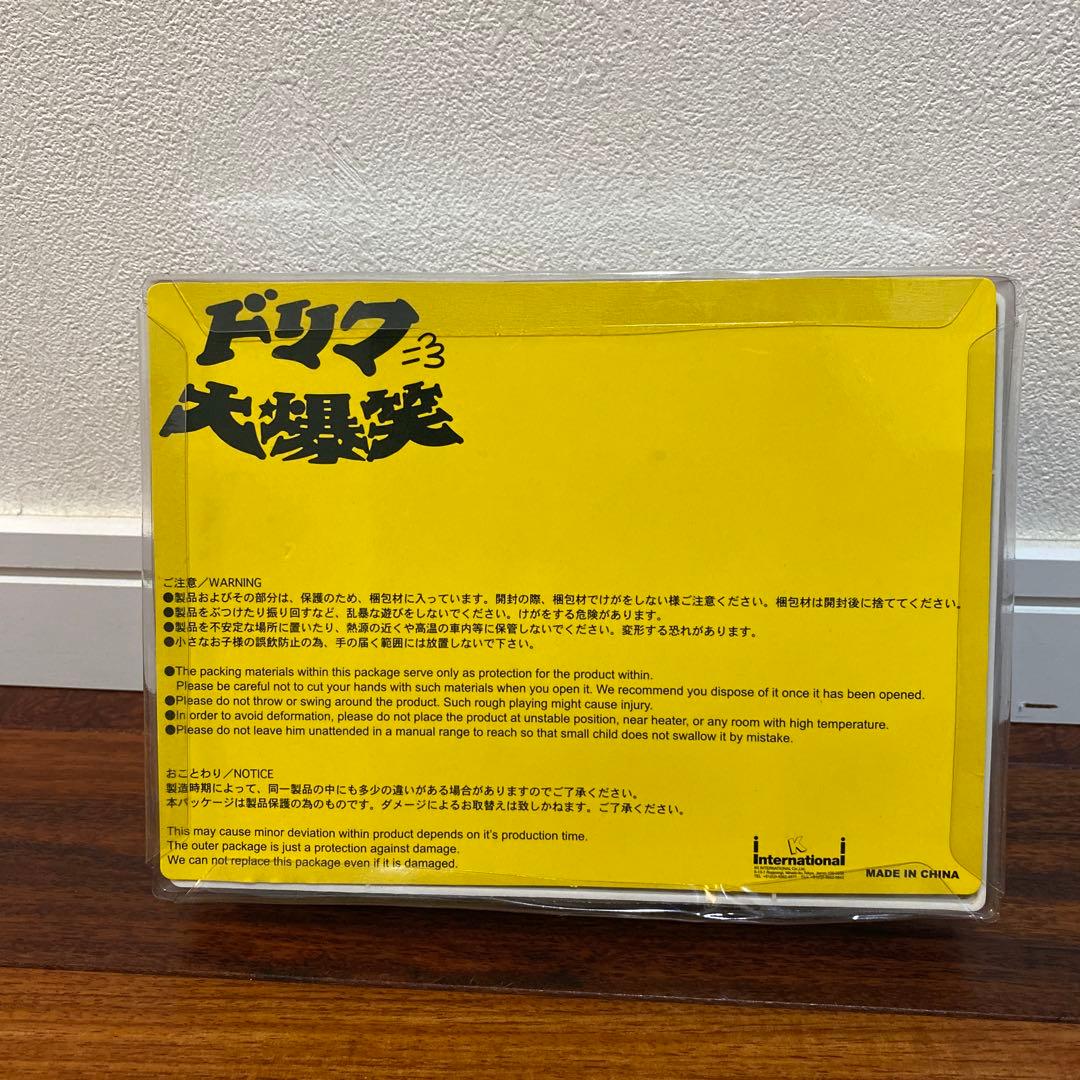 ドリフ
大爆笑
ご注意／WARNING
●製品およびその部分は、保護のため、梱包材に入っています。開封の際、梱包材でけがをしない様ご注意ください。梱包材は開封後に捨ててください。
●製品をぶつけたり振り回すなど、乱暴な遊びをしないでください。けがをする危険があります。
●製品を不安定な場所に置いたり、熱源の近くや高温の車内等に保管しないでください。変形する恐れがあります。
●小さなお子様の誤飲防止の為、手の届く範囲には放置しないで下さい。
●The packing materials within this package serve only as protection for the product within.
Please be careful not to cut your hands with such materials when you open it. We recommend you dispose of it once it has been opened.
●Please do not throw or swing around the product. Such rough playing might cause injury.
●In order to avoid deformation, please do not place the product at unstable position, near heater, or any room with high temperature.
●Please do not leave him unattended in a manual range to reach so that small child does not swallow it by mistake.
おことわり／NOTICE
製造時期によって、同一製品の中にも多少の違いがある場合がありますのでご了承ください。
本パッケージは製品保護の為のものです。ダメージによるお取替えは致しかねます。ご了承ください。
This may cause minor deviation within product depends on it's production time.
The outer package is just a protection against damage.
We can not replace this package even if it is damaged.
K
International
MADE IN CHINA